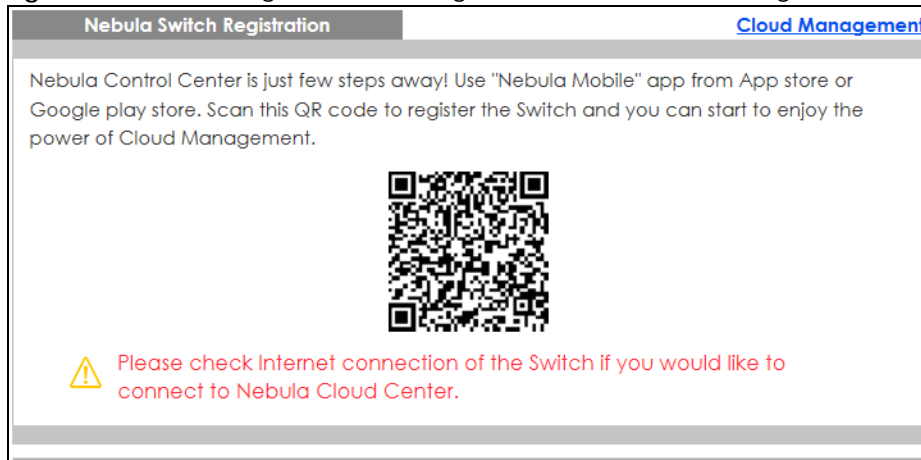 Nebula Switch Registration
Cloud Management
Nebula Control Center is just few steps away! Use "Nebula Mobile" app from App store or
Google play store. Scan this QR code to register the Switch and you can start to enjoy the
power of Cloud Management.
Please check Internet connection of the Switch if you would like to
connect to Nebula Cloud Center.